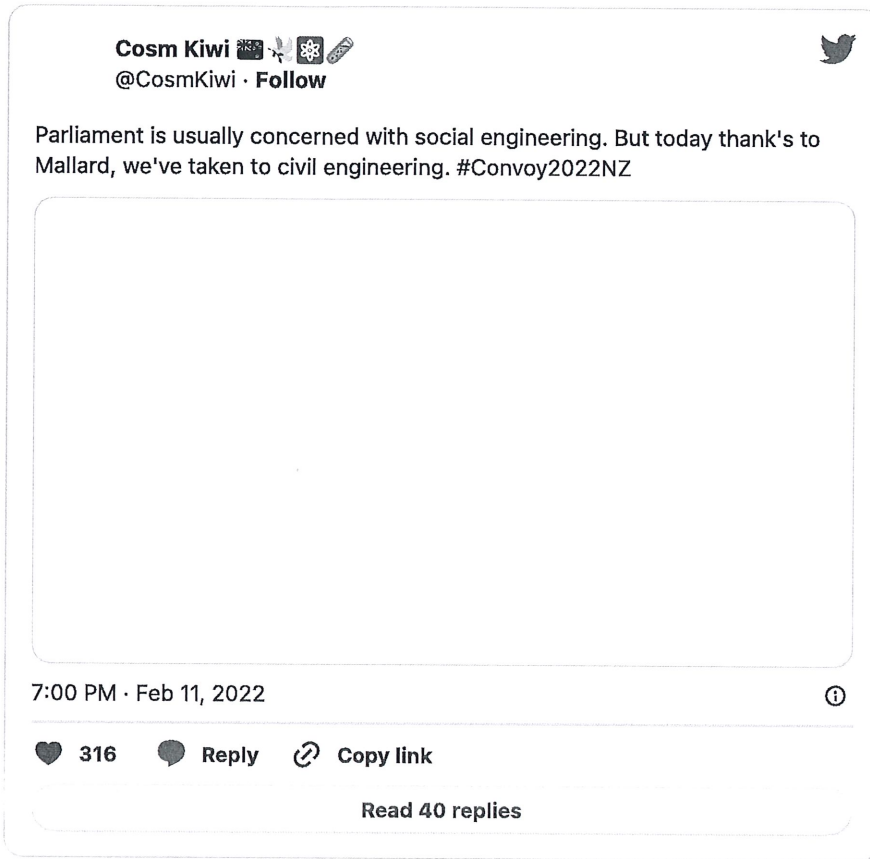 Cosm Kiwi
@CosmKiwi · Follow
Parliament is usually concerned with social engineering. But today thank's to
Mallard, we've taken to civil engineering. #Convoy2022NZ
7:00 PM · Feb 11, 2022
316 Reply Copy link
Read 40 replies